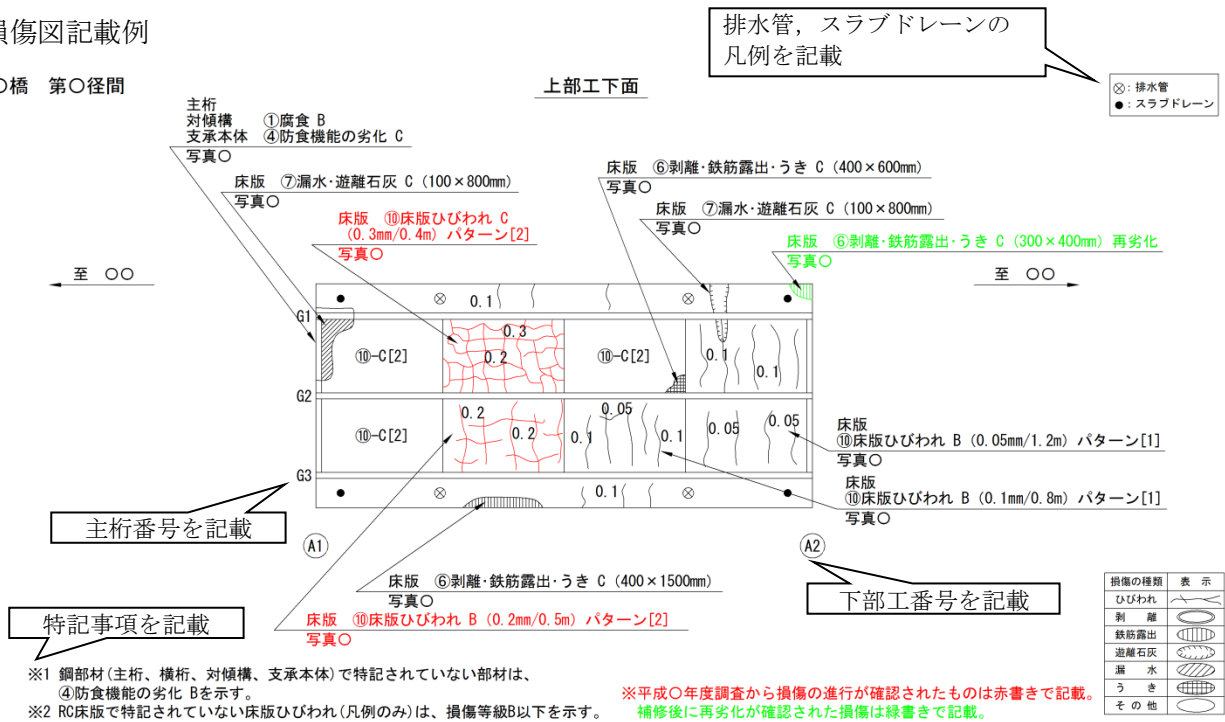 損傷図記載例
排水管，スラブドレーンの
凡例を記載
〇橋　第〇径間
上部工下面
⊗: 排水管
●: スラブドレーン
主桁
対傾構　①腐食 B
支承本体　④防食機能の劣化 C
写真〇
床版　⑦漏水･遊離石灰 C (100×800mm)
写真〇
床版　⑩床版ひびわれ C
(0.3mm/0.4m) パターン[2]
写真〇
床版　⑥剥離･鉄筋露出･うき C (400×600mm)
写真〇
床版　⑦漏水･遊離石灰 C (100×800mm)
写真〇
床版　⑥剥離･鉄筋露出･うき C (300×400mm) 再劣化
写真〇
至　〇〇
至　〇〇
0.1
G1
0.3
⑩-C[2]
0.2
⑩-C[2]
0.1
0.1
G2
0.2
0.05
0.05
0.05
⑩-C[2]
0.2
0.1
0.1
床版
⑩床版ひびわれ B (0.05mm/1.2m) パターン[1]
写真〇
G3
床版
⑩床版ひびわれ B (0.1mm/0.8m) パターン[1]
写真〇
0.1
主桁番号を記載
A1
A2
床版　⑥剥離･鉄筋露出･うき C (400×1500mm)
写真〇
下部工番号を記載
床版　⑩床版ひびわれ B (0.2mm/0.5m) パターン[2]
写真〇
特記事項を記載
損傷の種類　表 示
ひびわれ
剥 離
鉄筋露出
遊離石灰
漏 水
う き
そ の 他
※1 鋼部材(主桁、横桁、対傾構、支承本体)で特記されていない部材は、
④防食機能の劣化 Bを示す。
※2 RC床版で特記されていない床版ひびわれ(凡例のみ)は、損傷等級B以下を示す。
※平成〇年度調査から損傷の進行が確認されたものは赤書きで記載。
補修後に再劣化が確認された損傷は緑書きで記載。